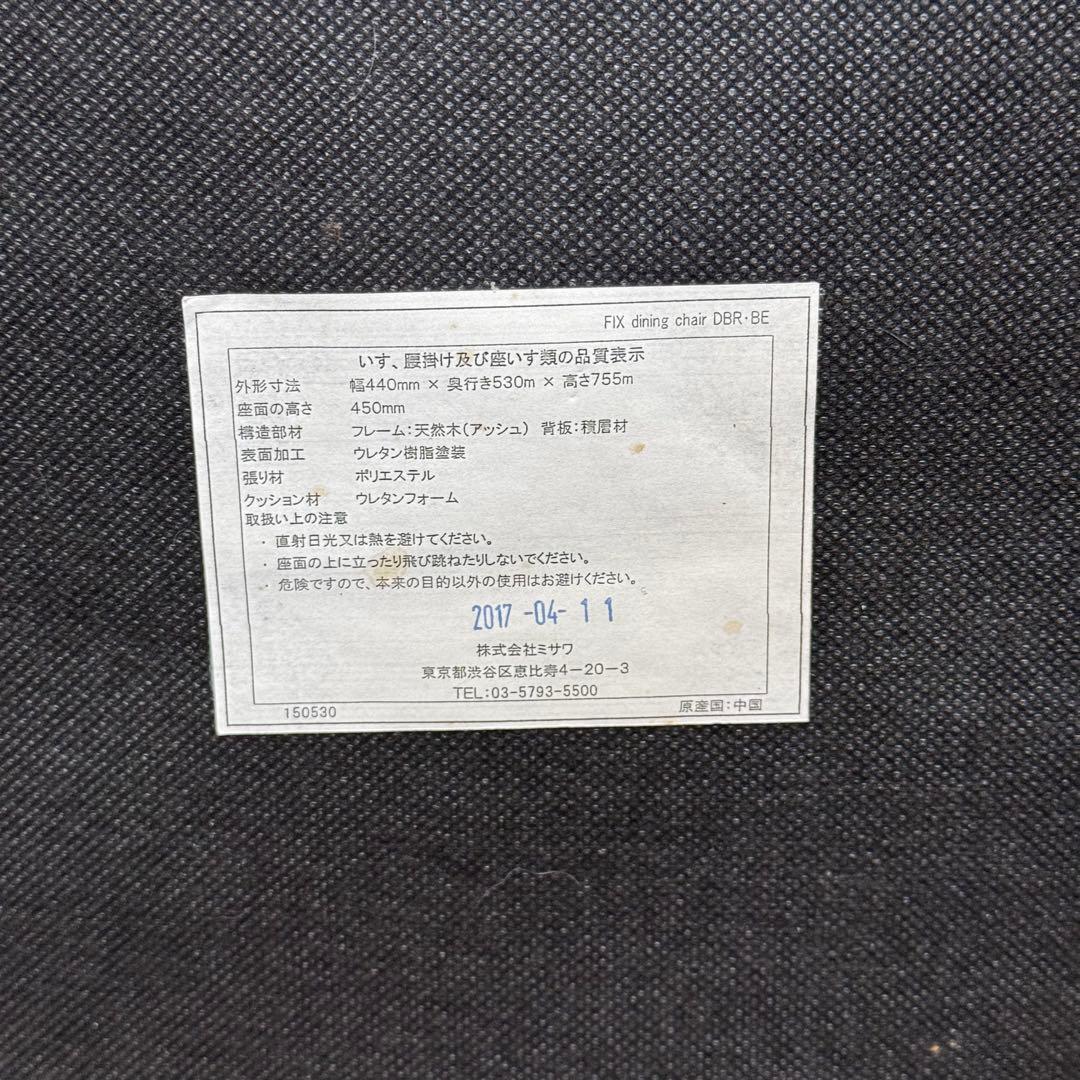 FIX dining chair DBR・BE
いす、腰掛け及び座いす類の品質表示
外形寸法 幅440mm × 奥行き530m × 高さ755m
座面の高さ 450mm
構造部材 フレーム:天然木(アッシュ) 背板:積層材
表面加工 ウレタン樹脂塗装
張り材 ポリエステル
クッション材 ウレタンフォーム
取扱い上の注意
・ 直射日光又は熱を避けてください。
・ 座面の上に立ったり飛び跳ねたりしないでください。
・ 危険ですので、本来の目的以外の使用はお避けください。
2017 -04- 1 1
株式会社ミサワ
東京都渋谷区恵比寿4-20-3
TEL:03-5793-5500
150530 原産国:中国